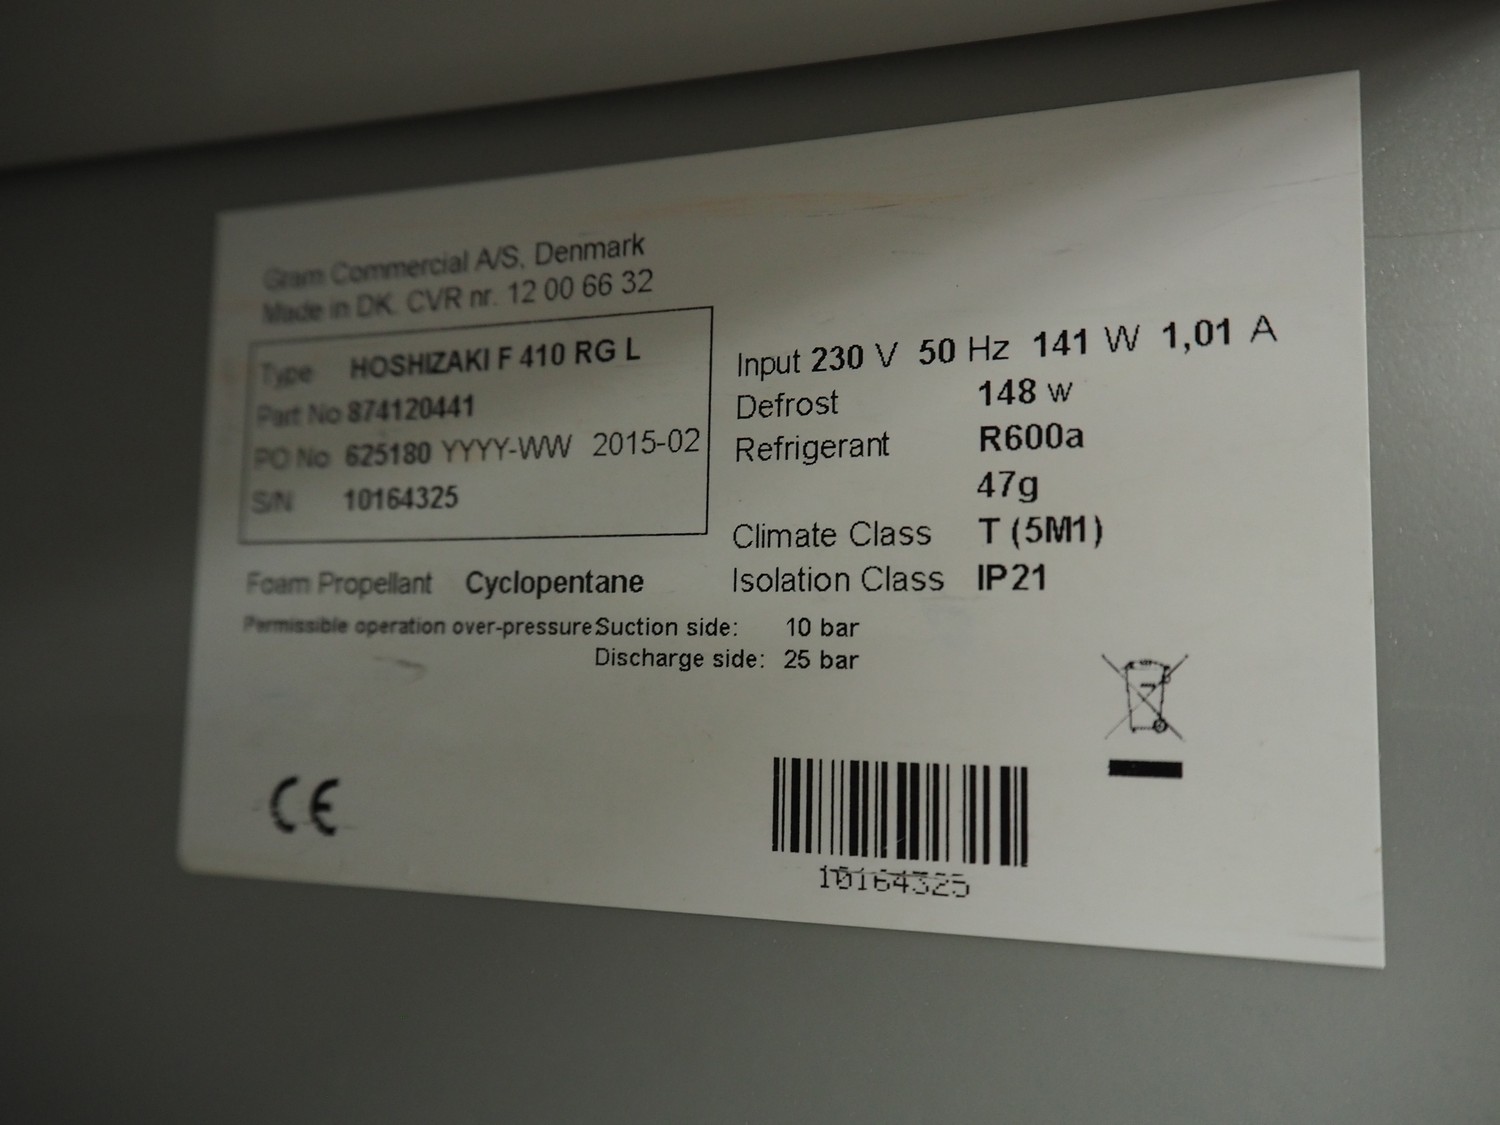 Gram Commercial A/S, Denmark
Made in DK. CVR nr. 12 00 66 32
Type HOSHIZAKI F 410 RG L
Part No 874120441
PO No 625180 YYYY-WW 2015-02
S/N 10164325
Input 230 V 50 Hz 141 W 1,01 A
Defrost 148 w
Refrigerant R600a
47g
Climate Class T (5M1)
Isolation Class IP21
Foam Propellant Cyclopentane
Permissible operation over-pressure Suction side: 10 bar
Discharge side: 25 bar
CE
10164325